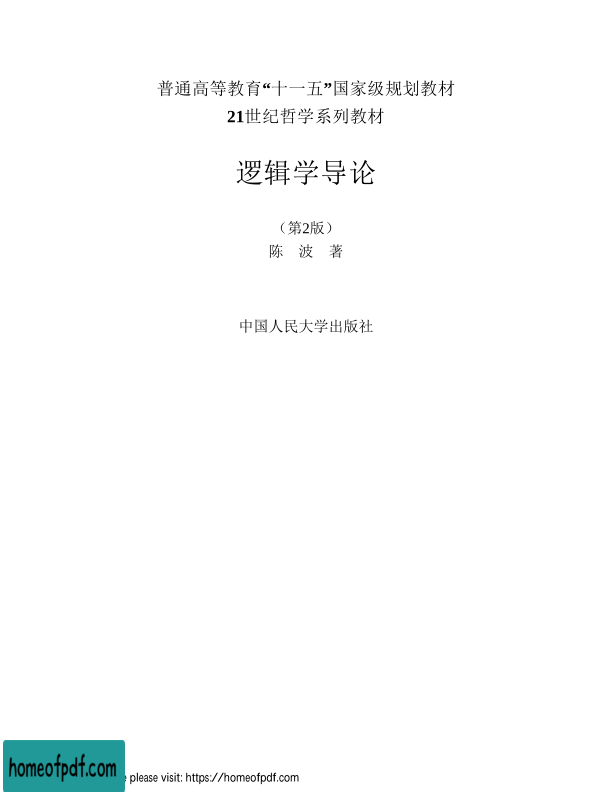 普通高等教育“十一五”国家级规划教材
21世纪哲学系列教材
逻辑学导论
（第2版）
陈 波 著
中国人民大学出版社
homeofpdf.com
please visit: https://homeofpdf.com